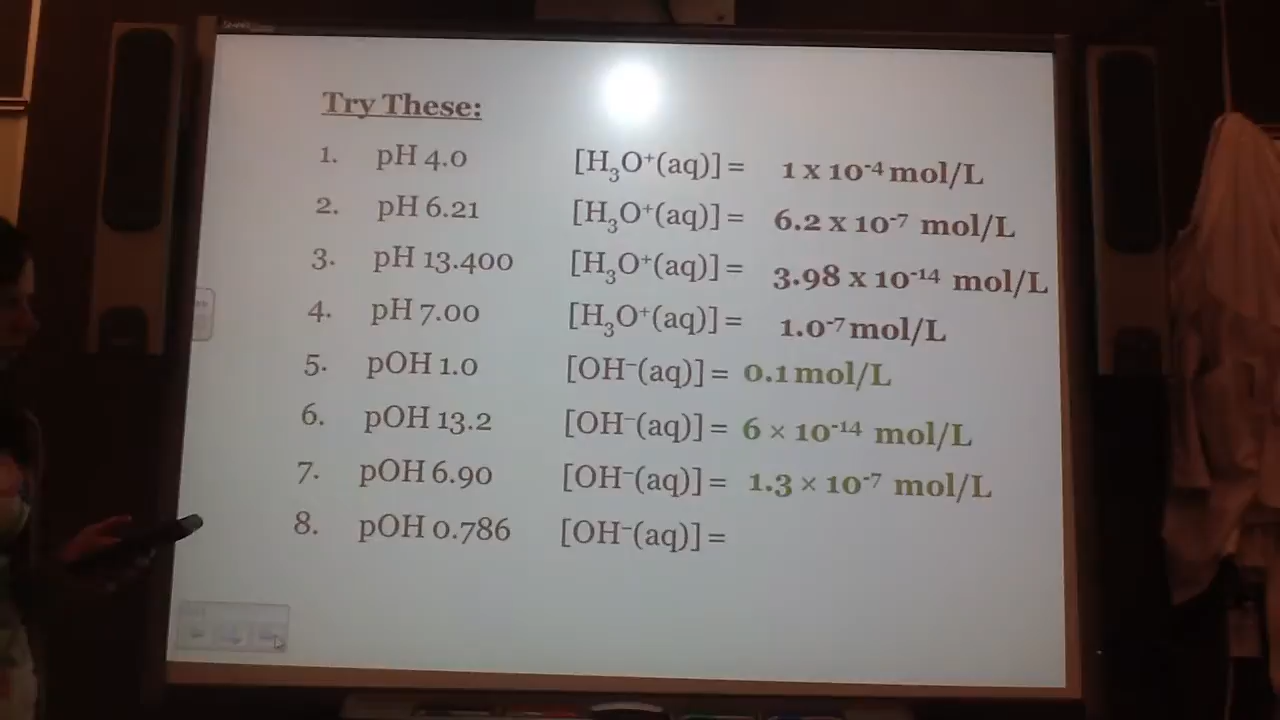 Try These:
1. pH 4.0 [H₃O⁺(aq)] = 1 x 10⁻⁴ mol/L
2. pH 6.21 [H₃O⁺(aq)] = 6.2 x 10⁻⁷ mol/L
3. pH 13.400 [H₃O⁺(aq)] = 3.98 x 10⁻¹⁴ mol/L
4. pH 7.00 [H₃O⁺(aq)] = 1.0⁻⁷ mol/L
5. pOH 1.0 [OH⁻(aq)] = 0.1 mol/L
6. pOH 13.2 [OH⁻(aq)] = 6 × 10⁻¹⁴ mol/L
7. pOH 6.90 [OH⁻(aq)] = 1.3 × 10⁻⁷ mol/L
8. pOH 0.786 [OH⁻(aq)] =